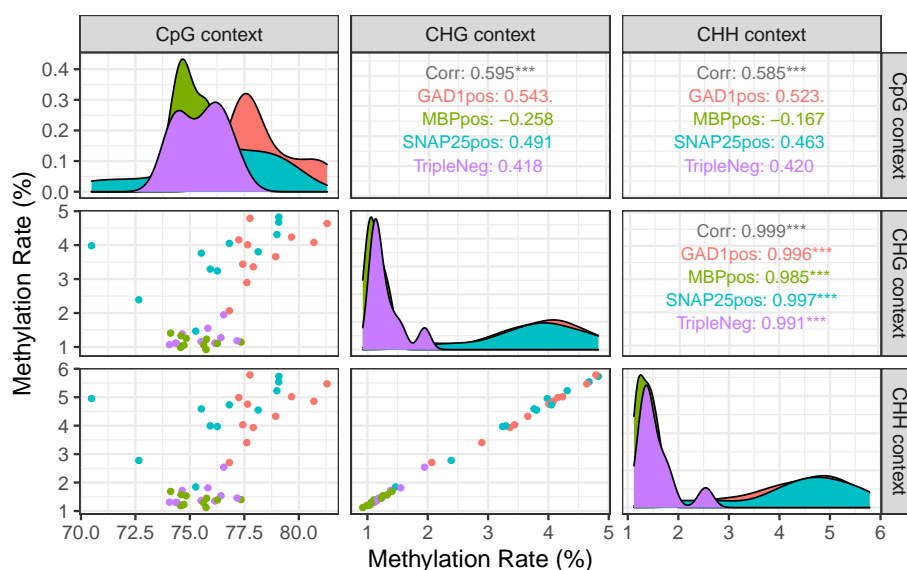 CpG context
CHG context
CHH context
Methylation Rate (%)
0.4
0.3
0.2
0.1
0.0
Corr: 0.595***
GAD1pos: 0.543.
MBPpos: −0.258
SNAP25pos: 0.491
TripleNeg: 0.418
Corr: 0.585***
GAD1pos: 0.523.
MBPpos: −0.167
SNAP25pos: 0.463
TripleNeg: 0.420
CpG context
5
4
3
2
1
Corr: 0.999***
GAD1pos: 0.996***
MBPpos: 0.985***
SNAP25pos: 0.997***
TripleNeg: 0.991***
CHG context
6
5
4
3
2
1
CHH context
70.0 72.5 75.0 77.5 80.0
1 2 3 4 5
1 2 3 4 5 6
Methylation Rate (%)